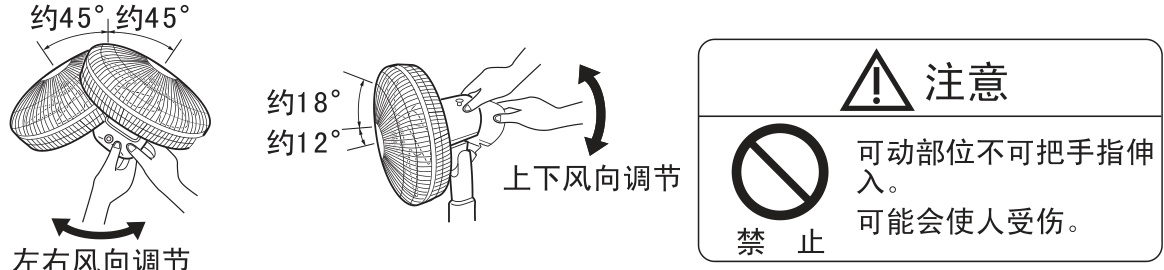 约45° 约45°
左右风向调节
约18°
约12°
上下风向调节
注意
禁 止
可动部位不可把手指伸
入。
可能会使人受伤。